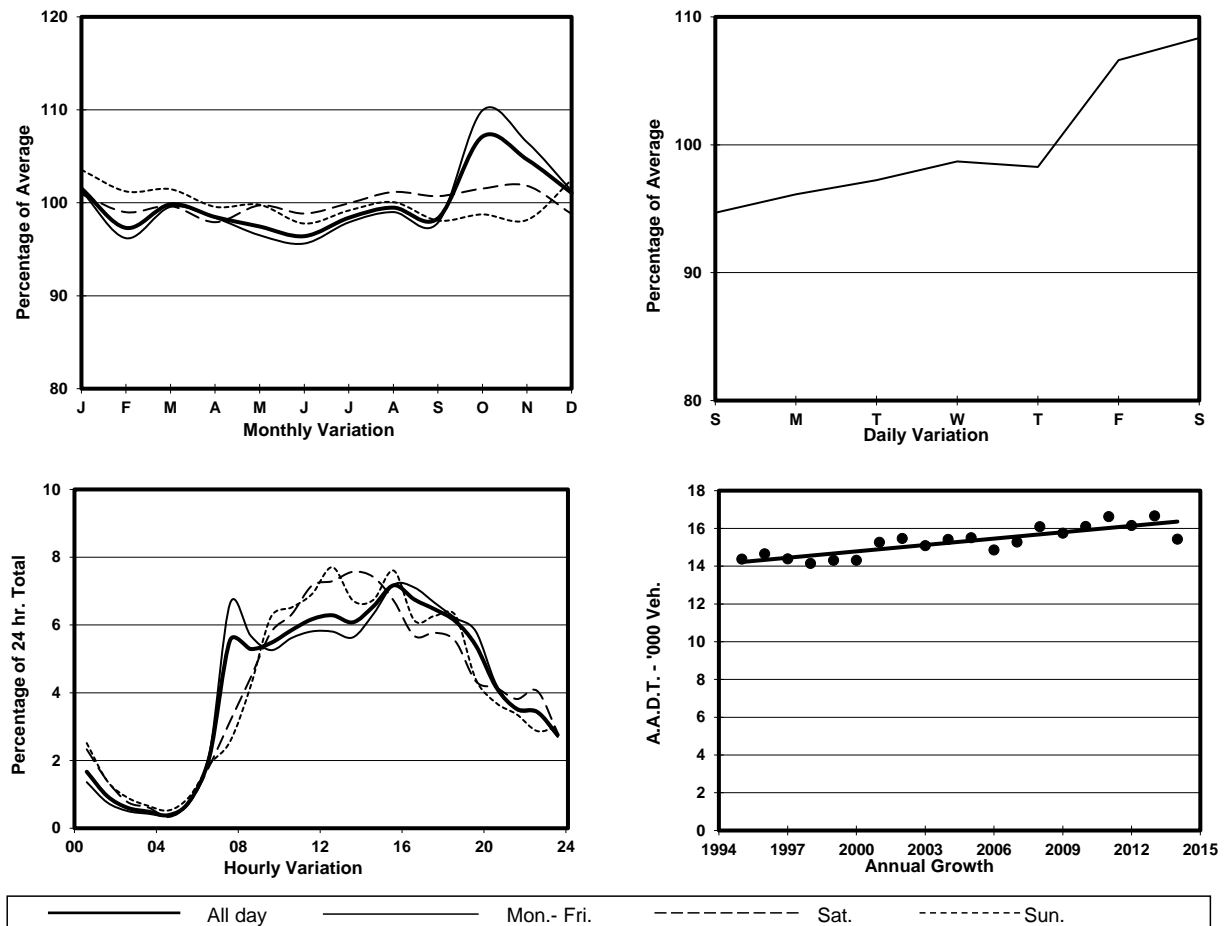 120
110
100
90
80
Percentage of Average
J F M A M J J A S O N D
Monthly Variation
110
100
90
80
Percentage of Average
S M T W T F S
Daily Variation
10
8
6
4
2
0
Percentage of 24 hr. Total
00 04 08 12 16 20 24
Hourly Variation
18
16
14
12
10
8
6
4
2
0
A.A.D.T. - '000 Veh.
1994 1997 2000 2003 2006 2009 2012 2015
Annual Growth
All day Mon.- Fri. Sat. Sun.